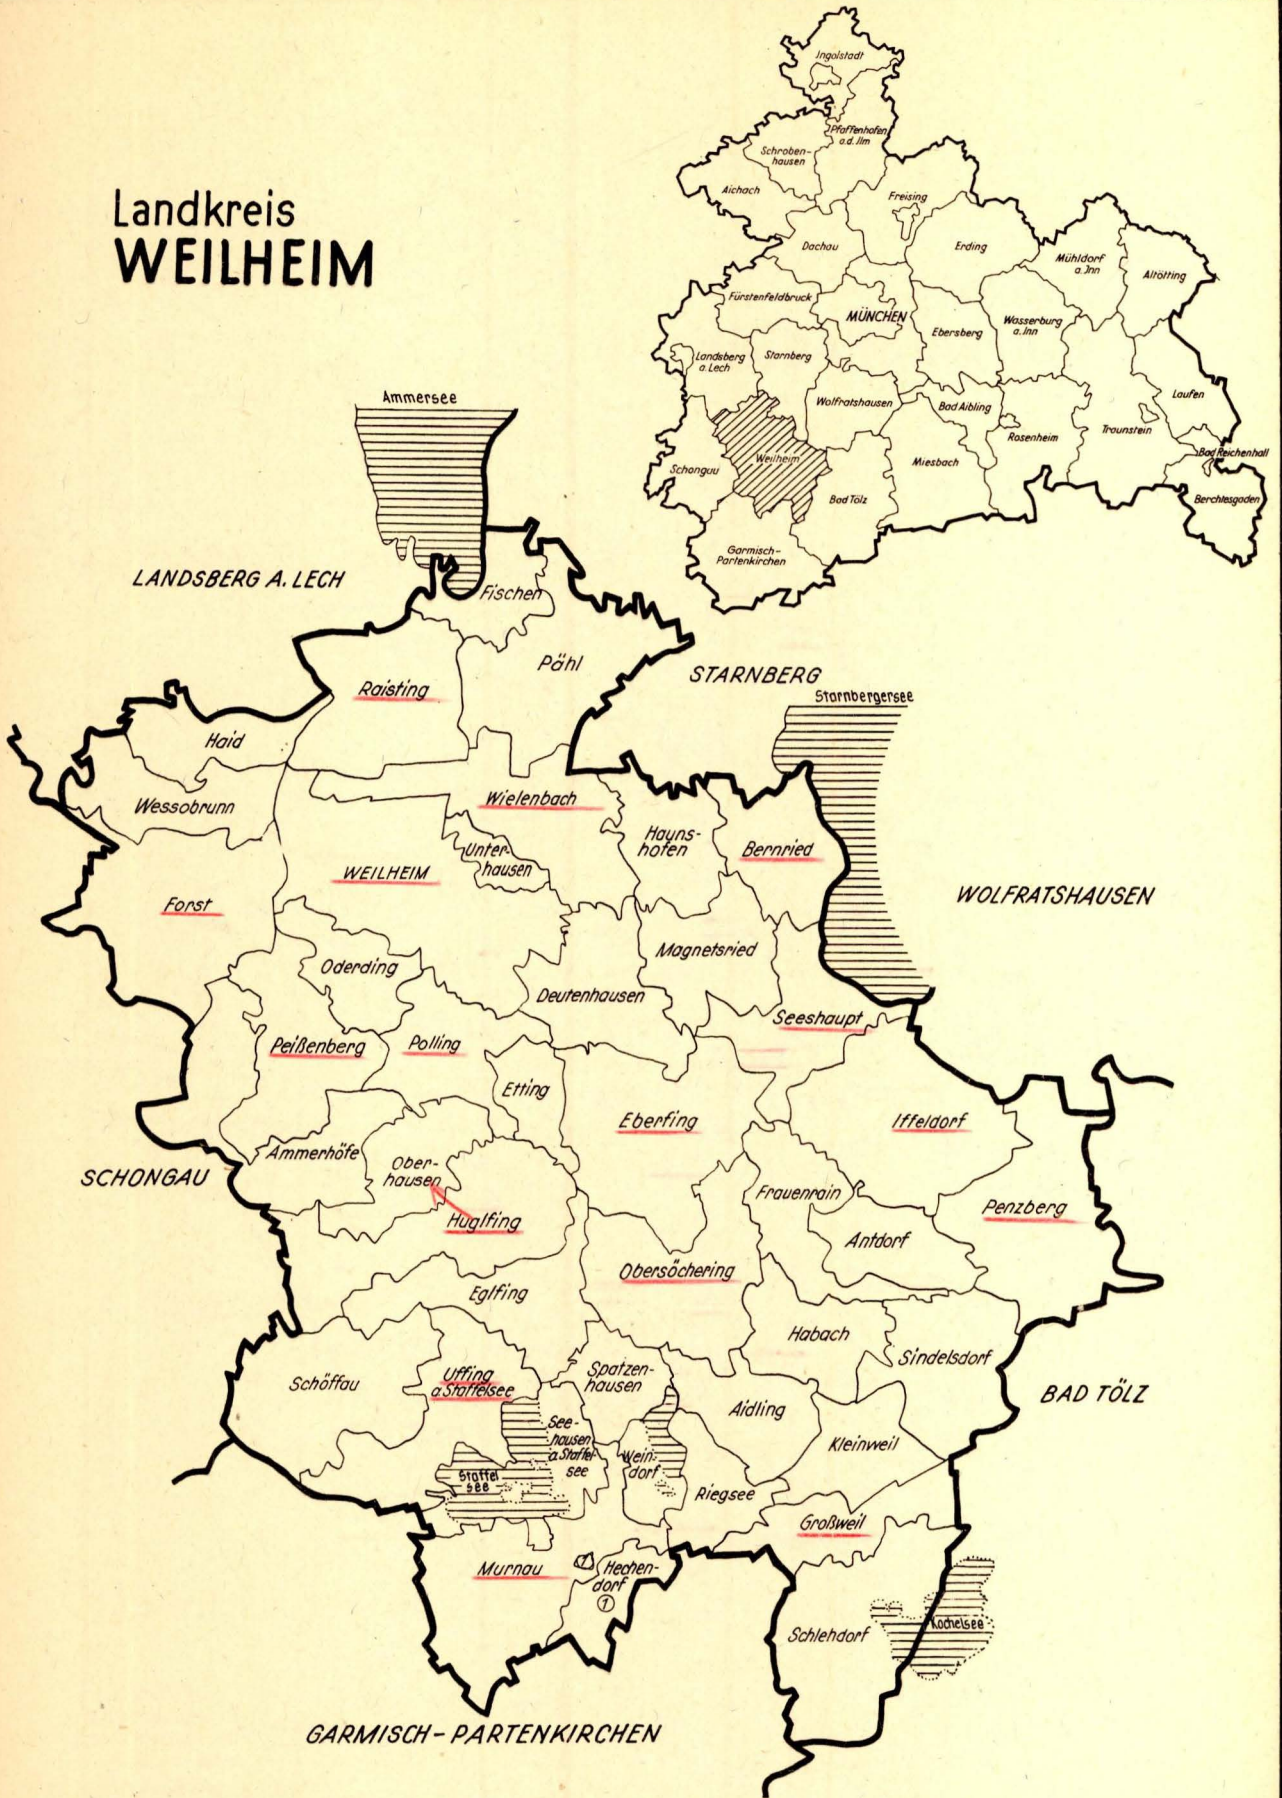 Landkreis
WEILHEIM
Ingolstadt
Pfaffenhofen
a.d. Ilm
Schroben-
hausen
Aichach
Freising
Dachau
Erding
Mühldorf
a. Inn
Altötting
Fürstenfeldbruck
MÜNCHEN
Ebersberg
Wasserburg
a. Inn
Landsberg
a. Lech
Starnberg
Wolfratshausen
Bad Aibling
Rosenheim
Traunstein
Laufen
Bad Reichenhall
Berchtesgaden
Schongau
Weilheim
Bad Tölz
Miesbach
Garmisch-
Partenkirchen
Ammersee
LANDSBERG A. LECH
Fischen
Pähl
Raisting
STARNBERG
Starnbergersee
Haid
Wessobrunn
Wielenbach
Hauns-
hofen
Bernried
Unter-
hausen
WEILHEIM
Forst
WOLFRATSHAUSEN
Magnetsried
Oderding
Deutenhausen
Seeshaupt
Peißenberg
Polling
Etting
Eberfing
Iffeldorf
Ammerhöfe
Ober-
hausen
SCHONGAU
Huglfing
Frauenrain
Antdorf
Penzberg
Obersöchering
Eglfing
Habach
Sindelsdorf
Schöffau
Uffing
a. Staffelsee
Spatzen-
hausen
BAD TÖLZ
Aidling
See-
hausen
a. Staffel-
see
Kleinweil
Wein-
dorf
Staffel
see
Riegsee
Großweil
Murnau
1
Hechen-
dorf
1
Schlehdorf
Kochelsee
GARMISCH-PARTENKIRCHEN